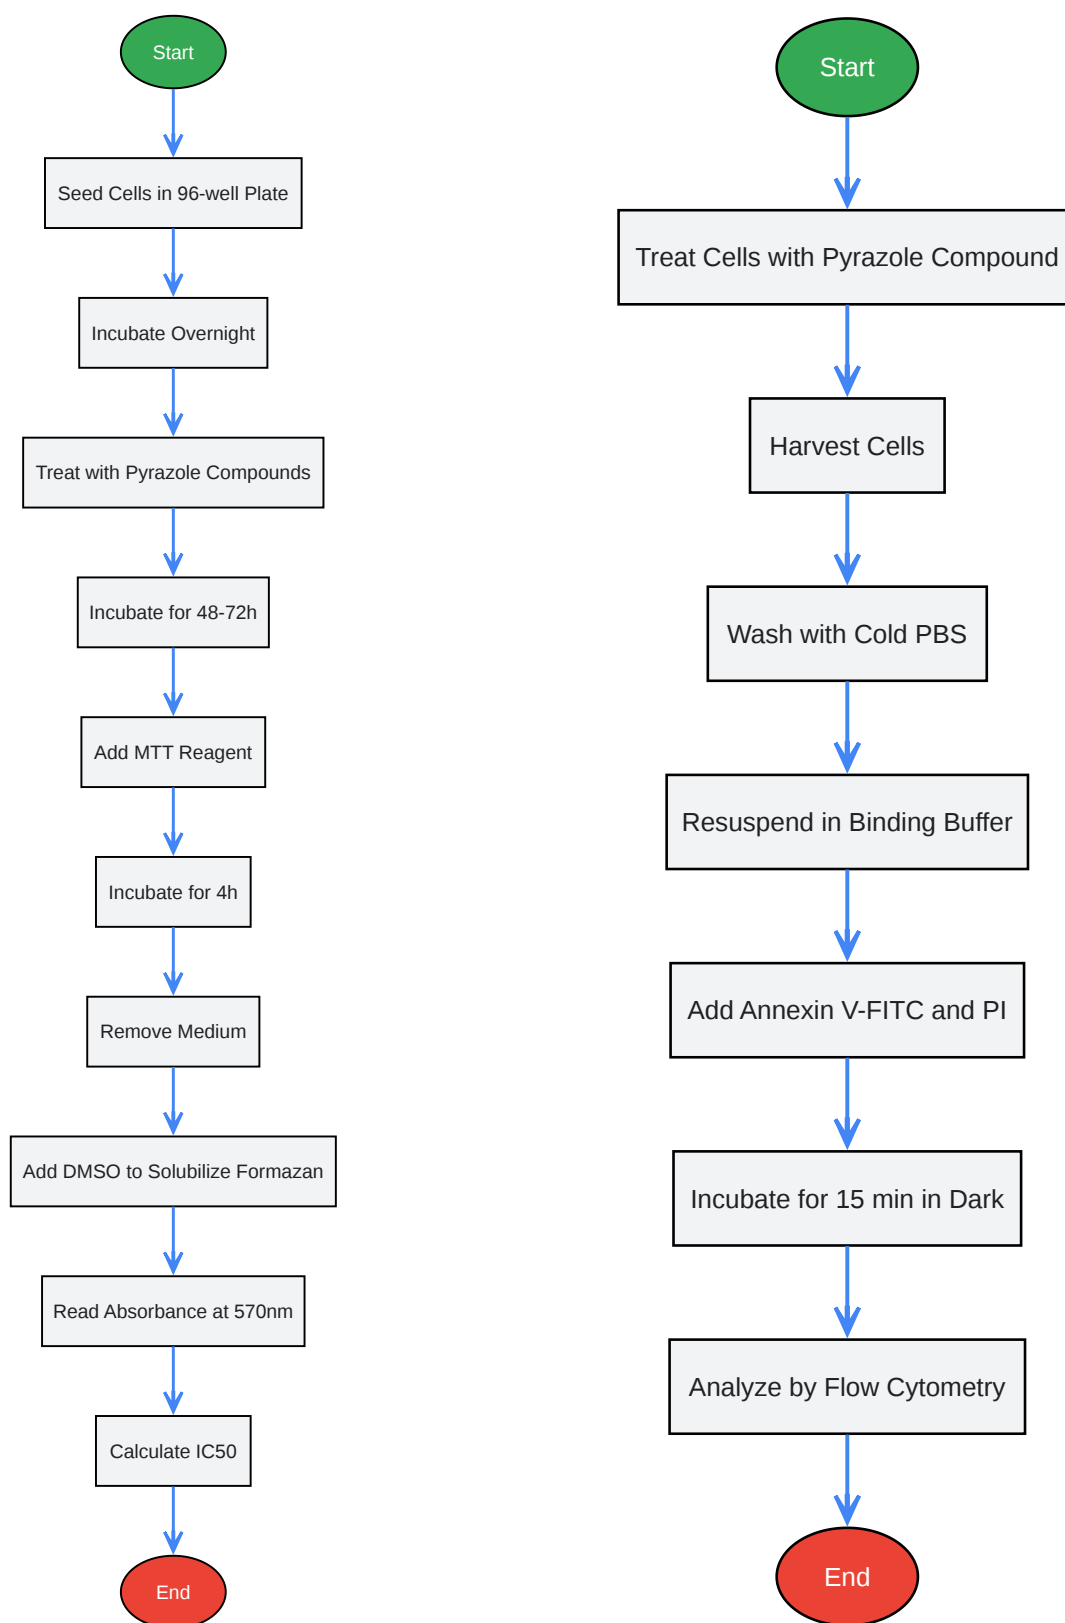 Start
Seed Cells in 96-well Plate
Incubate Overnight
Treat with Pyrazole Compounds
Incubate for 48-72h
Add MTT Reagent
Incubate for 4h
Remove Medium
Add DMSO to Solubilize Formazan
Read Absorbance at 570nm
Calculate IC50
End
Start
Treat Cells with Pyrazole Compound
Harvest Cells
Wash with Cold PBS
Resuspend in Binding Buffer
Add Annexin V-FITC and PI
Incubate for 15 min in Dark
Analyze by Flow Cytometry
End